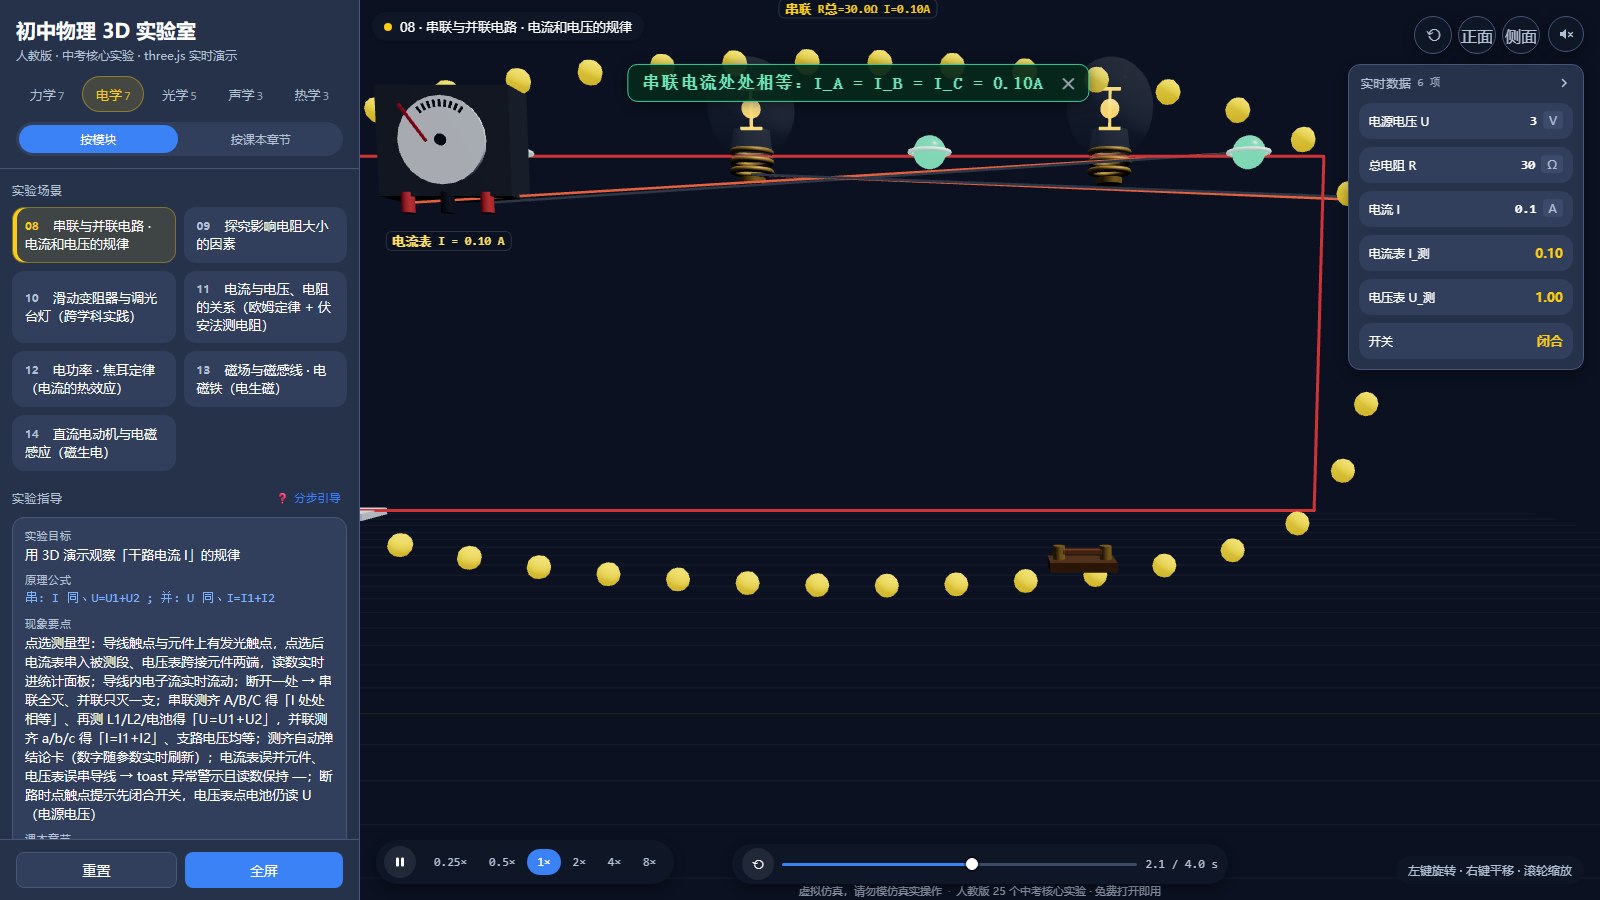 初中物理 3D 实验室
人教版 · 中考核心实验 · three.js 实时演示
力学7
电学7
光学5
声学3
热学3
按模块
按课本章节
实验场景
08 串联与并联电路 · 电流和电压的规律
09 探究影响电阻大小的因素
10 滑动变阻器与调光台灯（跨学科实践）
11 电流与电压、电阻的关系（欧姆定律 + 伏安法测电阻）
12 电功率 · 焦耳定律（电流的热效应）
13 磁场与磁感线 · 电磁铁（电生磁）
14 直流电动机与电磁感应（磁生电）
实验指导
❓ 分步引导
实验目标
用 3D 演示观察「干路电流 I」的规律
原理公式
串: I 同、U=U1+U2 ; 并: U 同、I=I1+I2
现象要点
点选测量型：导线触点与元件上有发光触点，点选后
电流表串入被测段、电压表跨接元件两端，读数实时
进统计面板；导线内电子流实时流动；断开一处 → 串
联全灭、并联只灭一支；串联测齐 A/B/C 得「I 处处
相等」、再测 L1/L2/电池得「U=U1+U2」，并联测
齐 a/b/c 得「I=I1+I2」、支路电压均等；测齐自动弹
结论卡（数字随参数实时刷新）；电流表误并元件、
电压表误串导线 → toast 异常警示且读数保持 —；断
路时点触点提示先闭合开关，电压表点电池仍读 U
（电源电压）
课本章节
重置
全屏
串联 R总=30.0Ω I=0.10A
08 · 串联与并联电路 · 电流和电压的规律
串联电流处处相等: I_A = I_B = I_C = 0.10A
电流表 I = 0.10 A
正面
侧面
实时数据 6 项
电源电压 U 3 V
总电阻 R 30 Ω
电流 I 0.1 A
电流表 I_测 0.10
电压表 U_测 1.00
开关 闭合
0.25×
0.5×
1×
2×
4×
8×
2.1 / 4.0 s
虚拟仿真，请勿模仿真实操作 · 人教版 25 个中考核心实验 · 免费打开即用
左键旋转 · 右键平移 · 滚轮缩放